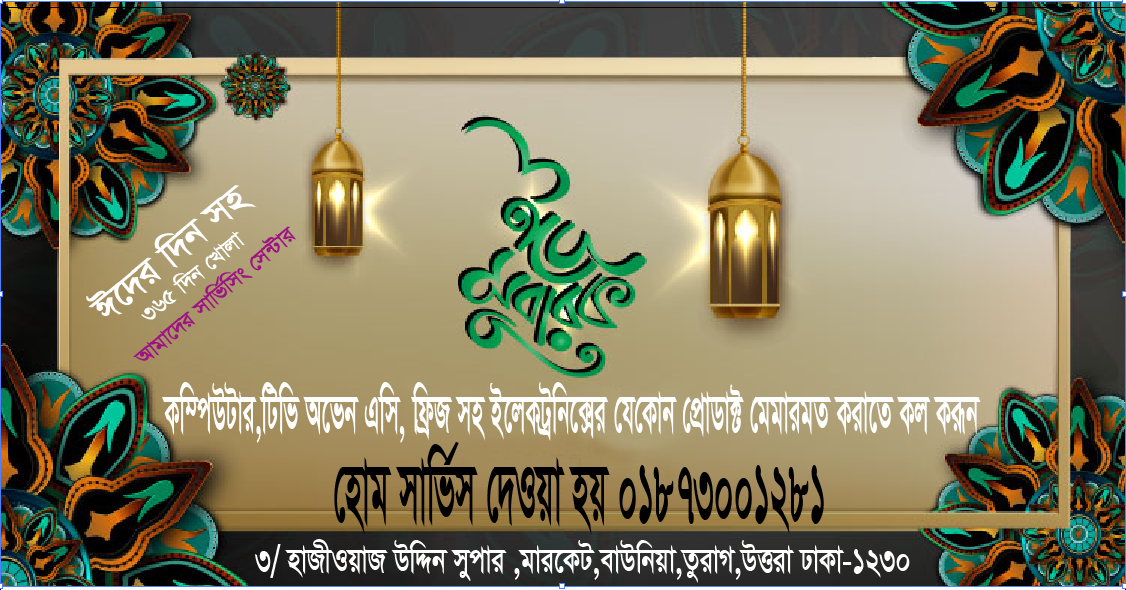 ঈদ
মুবারক
ঈদের দিন সহ
৩৬৫ দিন খোলা
আমাদের সার্ভিসিং সেন্টার
কম্পিউটার,টিভি অভেন এসি, ফ্রিজ সহ ইলেকট্রনিক্সের যেকোন প্রোডাক্ট মেমারমত করাতে কল করূন
হোম সার্ভিস দেওয়া হয় ০১৮৭৩০০১২৮১
৩/ হাজীওয়াজ উদ্দিন সুপার ,মারকেট,বাউনিয়া,তুরাগ,উত্তরা ঢাকা-১২৩০